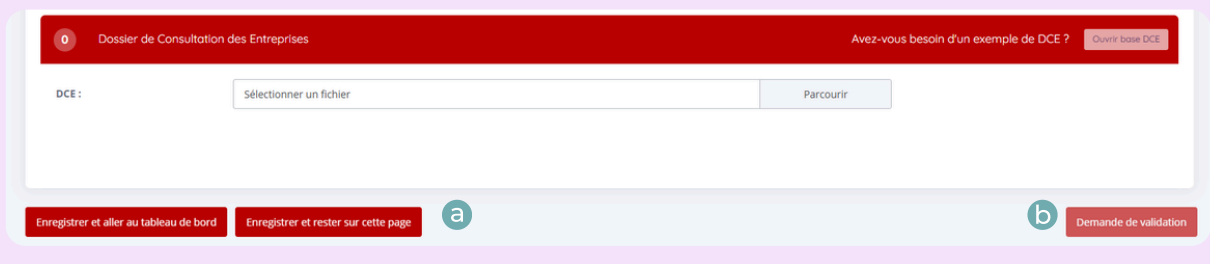 0 Dossier de Consultation des Entreprises Avez-vous besoin d'un exemple de DCE ? Ouvrir base DCE
DCE : Sélectionner un fichier Parcourir
Enregistrer et aller au tableau de bord Enregistrer et rester sur cette page a b Demande de validation